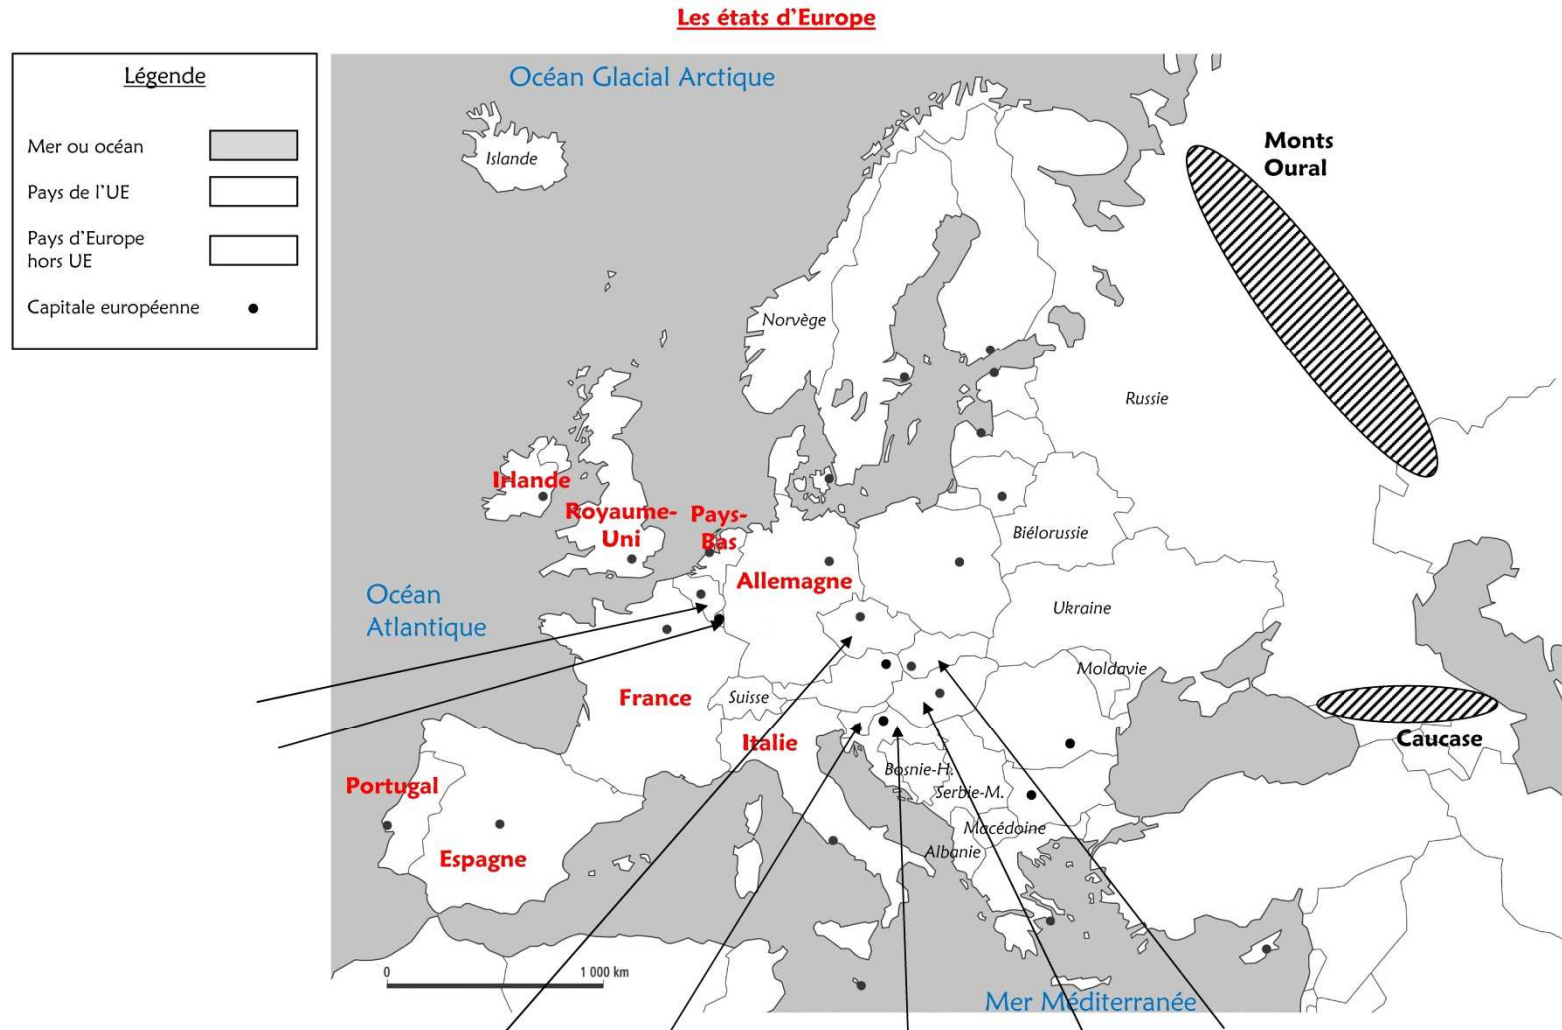 Les états d'Europe
Légende
Mer ou océan
Pays de l'UE
Pays d'Europe
hors UE
Capitale européenne
Océan Glacial Arctique
Islande
Monts
Oural
Norvège
Russie
Irlande
Royaume-
Uni
Pays-
Bas
Biélorussie
Allemagne
Océan
Atlantique
Ukraine
Moldavie
France
Suisse
Italie
Caucase
Bosnie-H.
Portugal
Serbie-M.
Macédoine
Albanie
Espagne
0
1 000 km
Mer Méditerranée